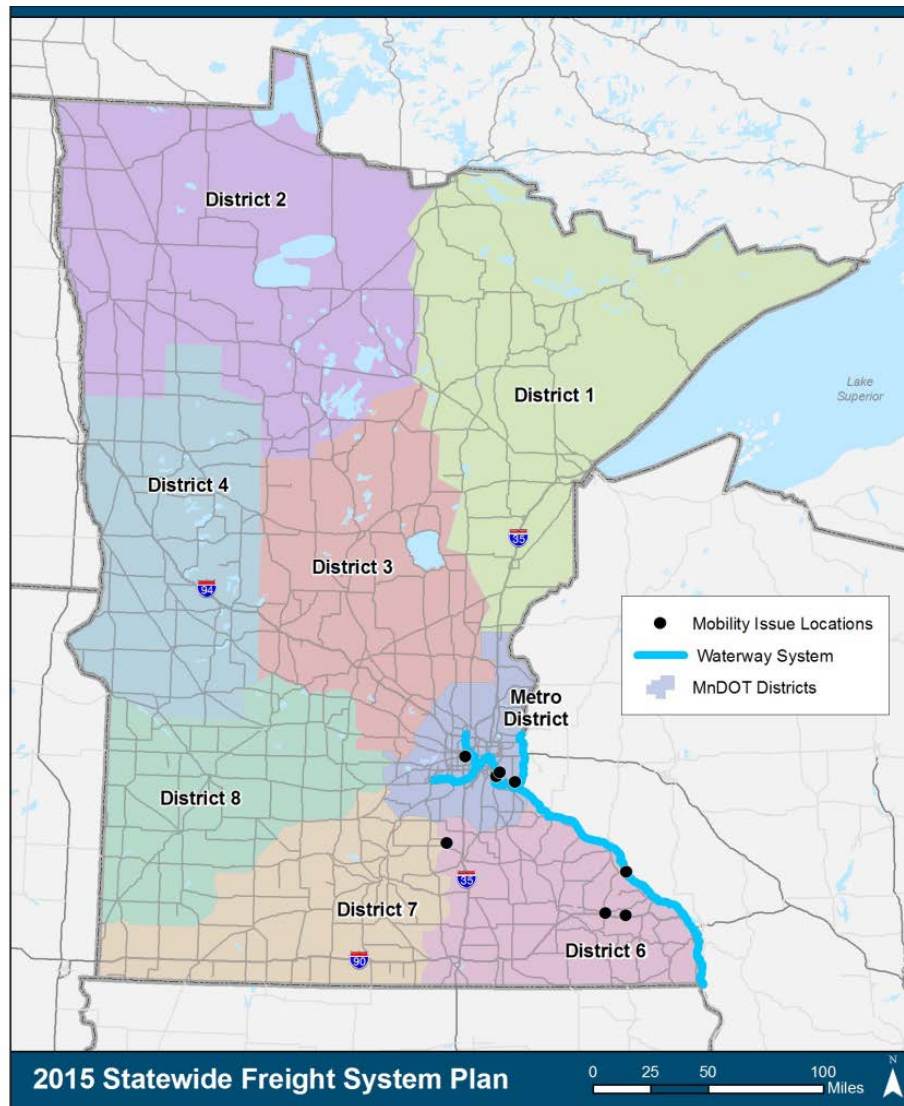 District 2
District 1
Lake
Superior
District 4
35
District 3
94
Mobility Issue Locations
Waterway System
MnDOT Districts
Metro
District
District 8
35
District 7
District 6
90
2015 Statewide Freight System Plan
0 25 50 100
Miles
N